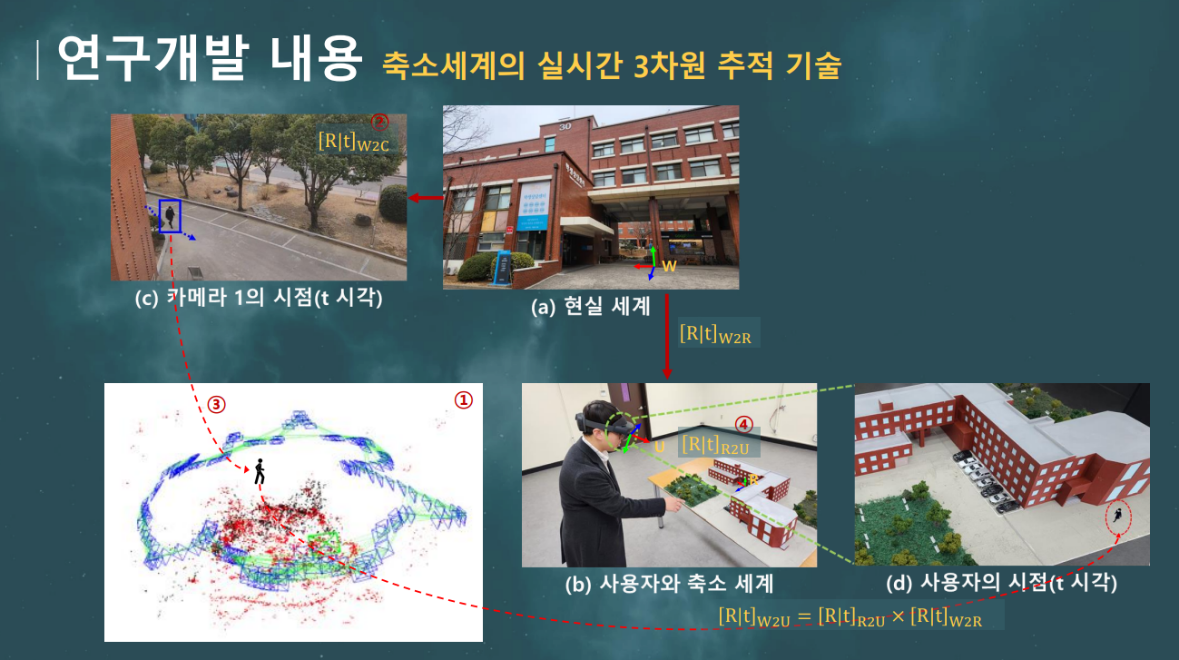 연구개발 내용 축소세계의 실시간 3차원 추적 기술
②
[R|t]W2C
30
W
(c) 카메라 1의 시점(t 시각)
(a) 현실 세계
[R|t]W2R
③
①
④
U
[R|t]R2U
R
(b) 사용자와 축소 세계
(d) 사용자의 시점(t 시각)
[R|t]W2U = [R|t]R2U × [R|t]W2R